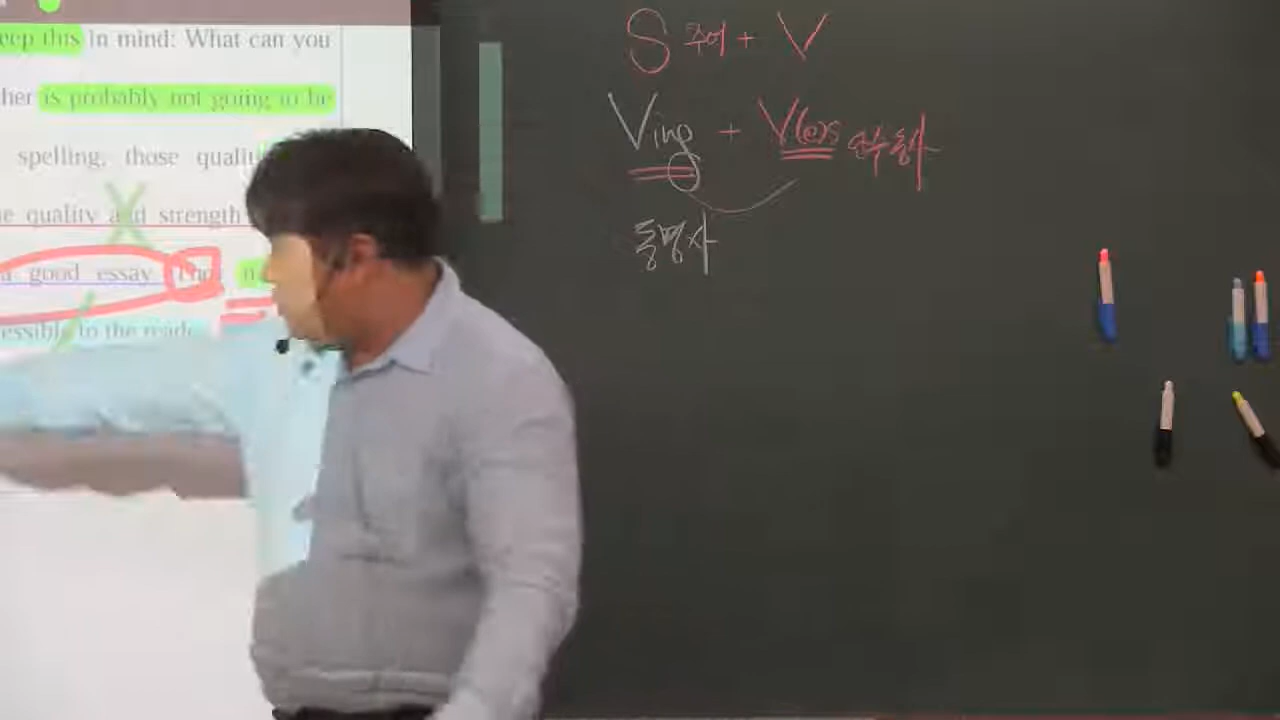 eep this in mind: What can you
her is probably not going to be
spelling, those qualit
e quality and strength
a good essay
essible to the reade
S 주어 + V
Ving + V(e)s 단수 동사
동명사